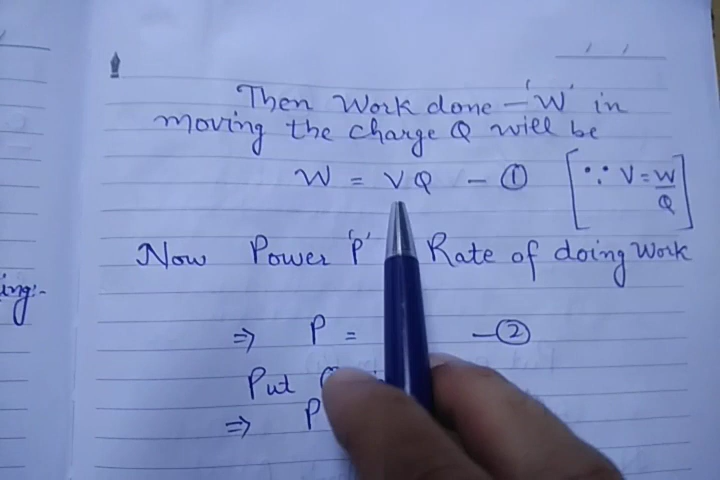 Then Work done - 'W' in
moving the charge Q will be
W = VQ - ① [∵ V = W/Q]
Now Power 'P' Rate of doing Work
ing:-
⇒ P = - ②
Put
⇒ P